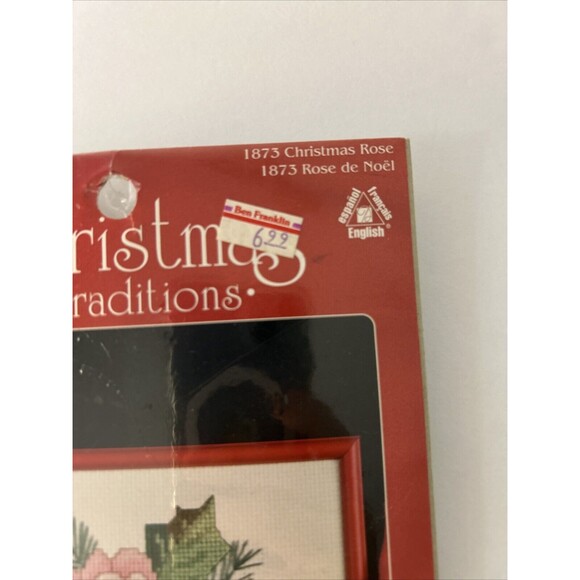 1873 Christmas Rose
1873 Rose de Noël
español
français
English
Ben Franklin
6.99
ristmas
raditions